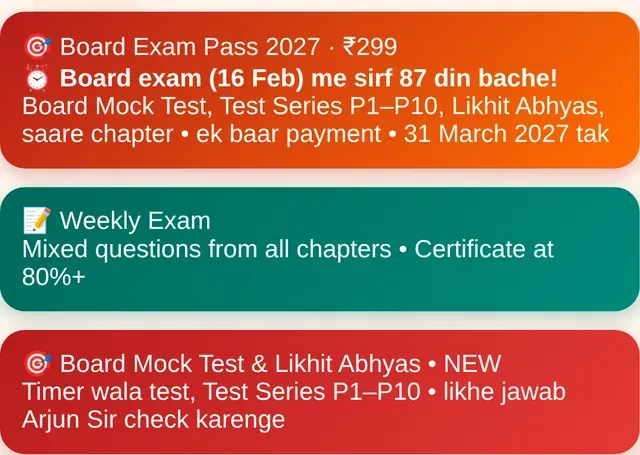 🎯 Board Exam Pass 2027 · ₹299
⏰ Board exam (16 Feb) me sirf 87 din bache!
Board Mock Test, Test Series P1–P10, Likhit Abhyas,
saare chapter • ek baar payment • 31 March 2027 tak
📝 Weekly Exam
Mixed questions from all chapters • Certificate at
80%+
🎯 Board Mock Test & Likhit Abhyas • NEW
Timer wala test, Test Series P1–P10 • likhe jawab
Arjun Sir check karenge